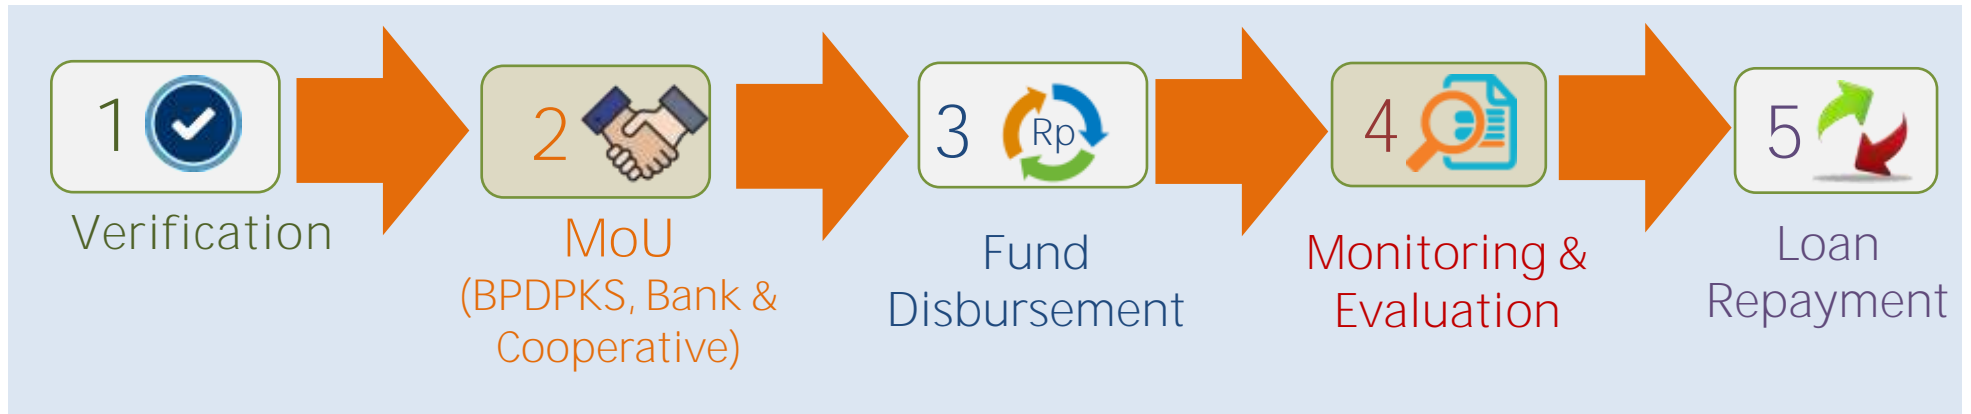 1
Verification
2
MoU
(BPDPKS, Bank &
Cooperative)
3
Rp
Fund
Disbursement
4
Monitoring &
Evaluation
5
Loan
Repayment